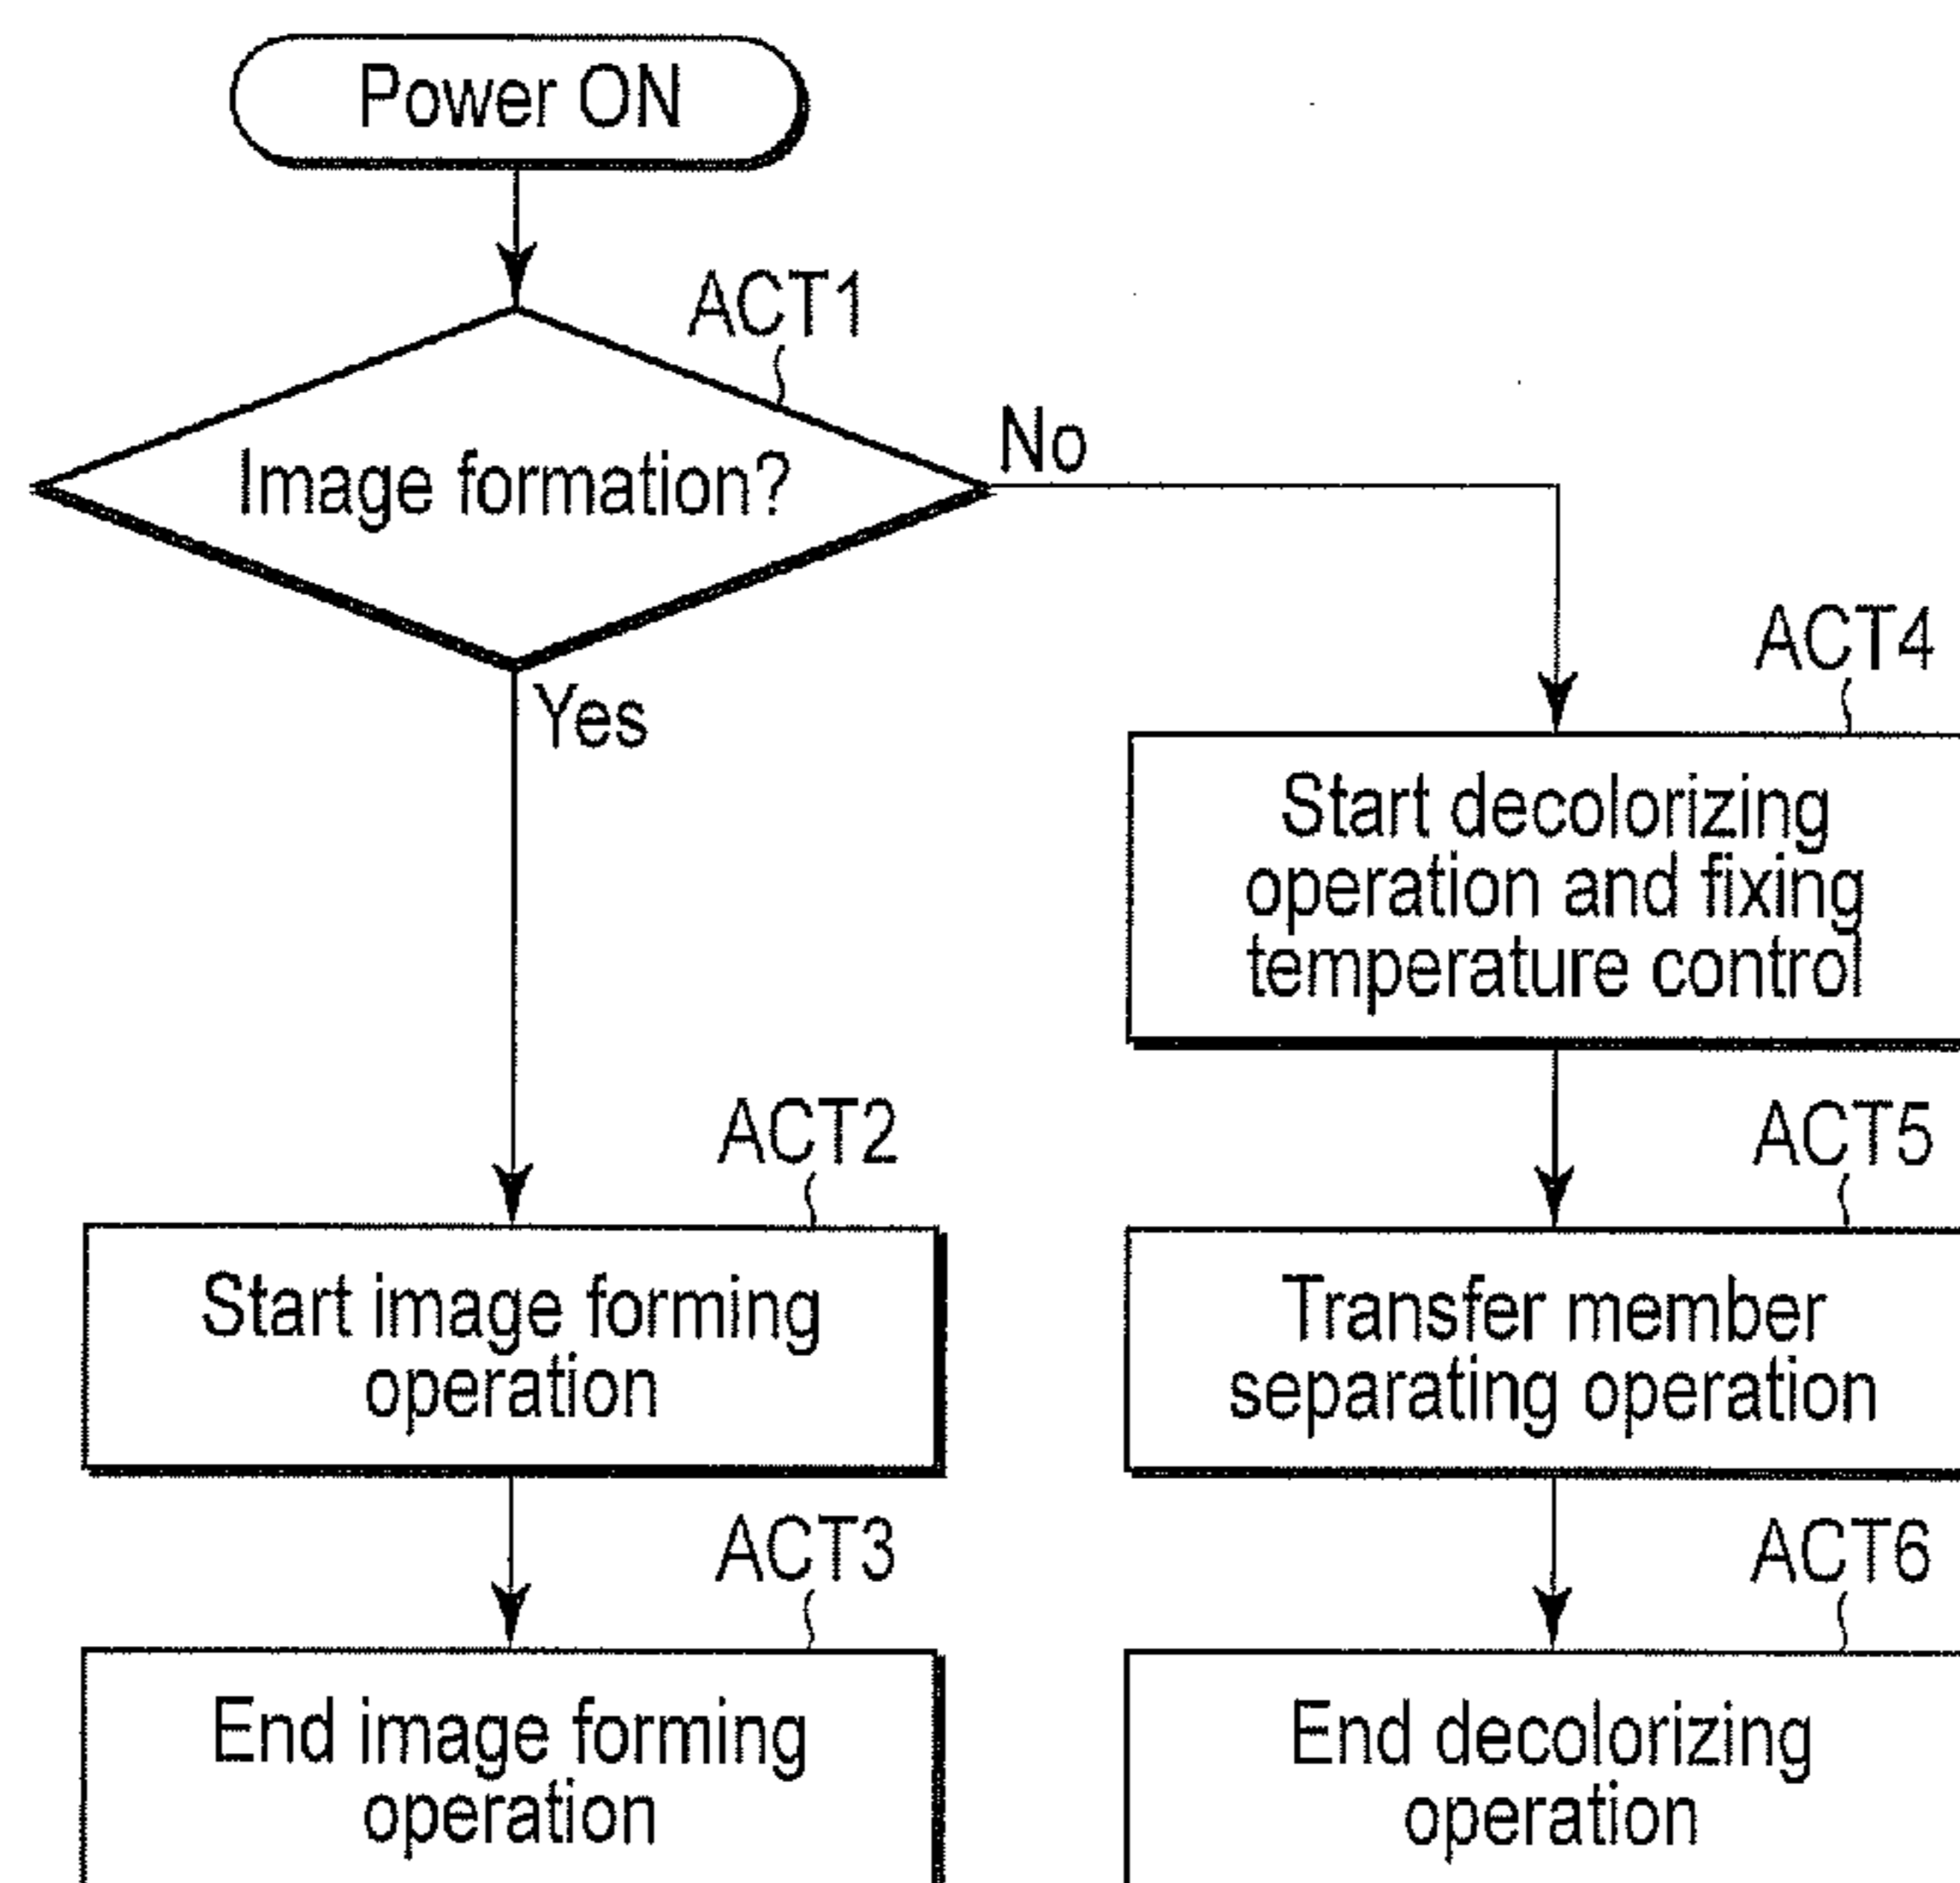 Power ON
ACT1
Image formation?
No
Yes
ACT4
Start decolorizing
operation and fixing
temperature control
ACT2
Start image forming
operation
ACT5
Transfer member
separating operation
ACT3
End image forming
operation
ACT6
End decolorizing
operation